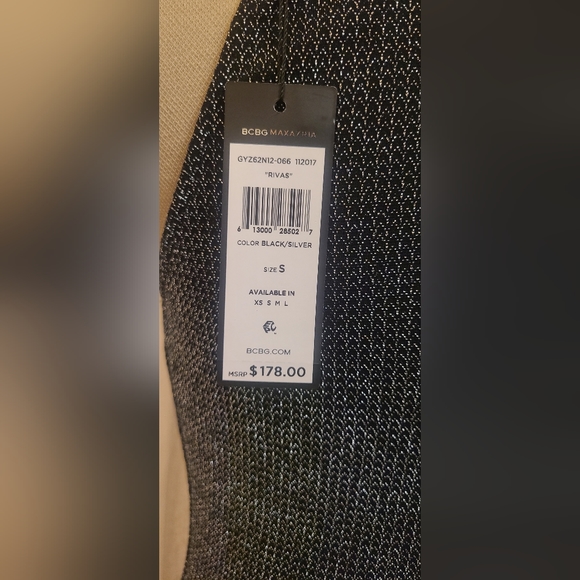 BCBG MAXAZRIA
GYZ62N12-066 112017
"RIVAS"
6 13000 28502 7
COLOR BLACK/SILVER
SIZE S
AVAILABLE IN
XS S M L
BCBG.COM
MSRP $178.00